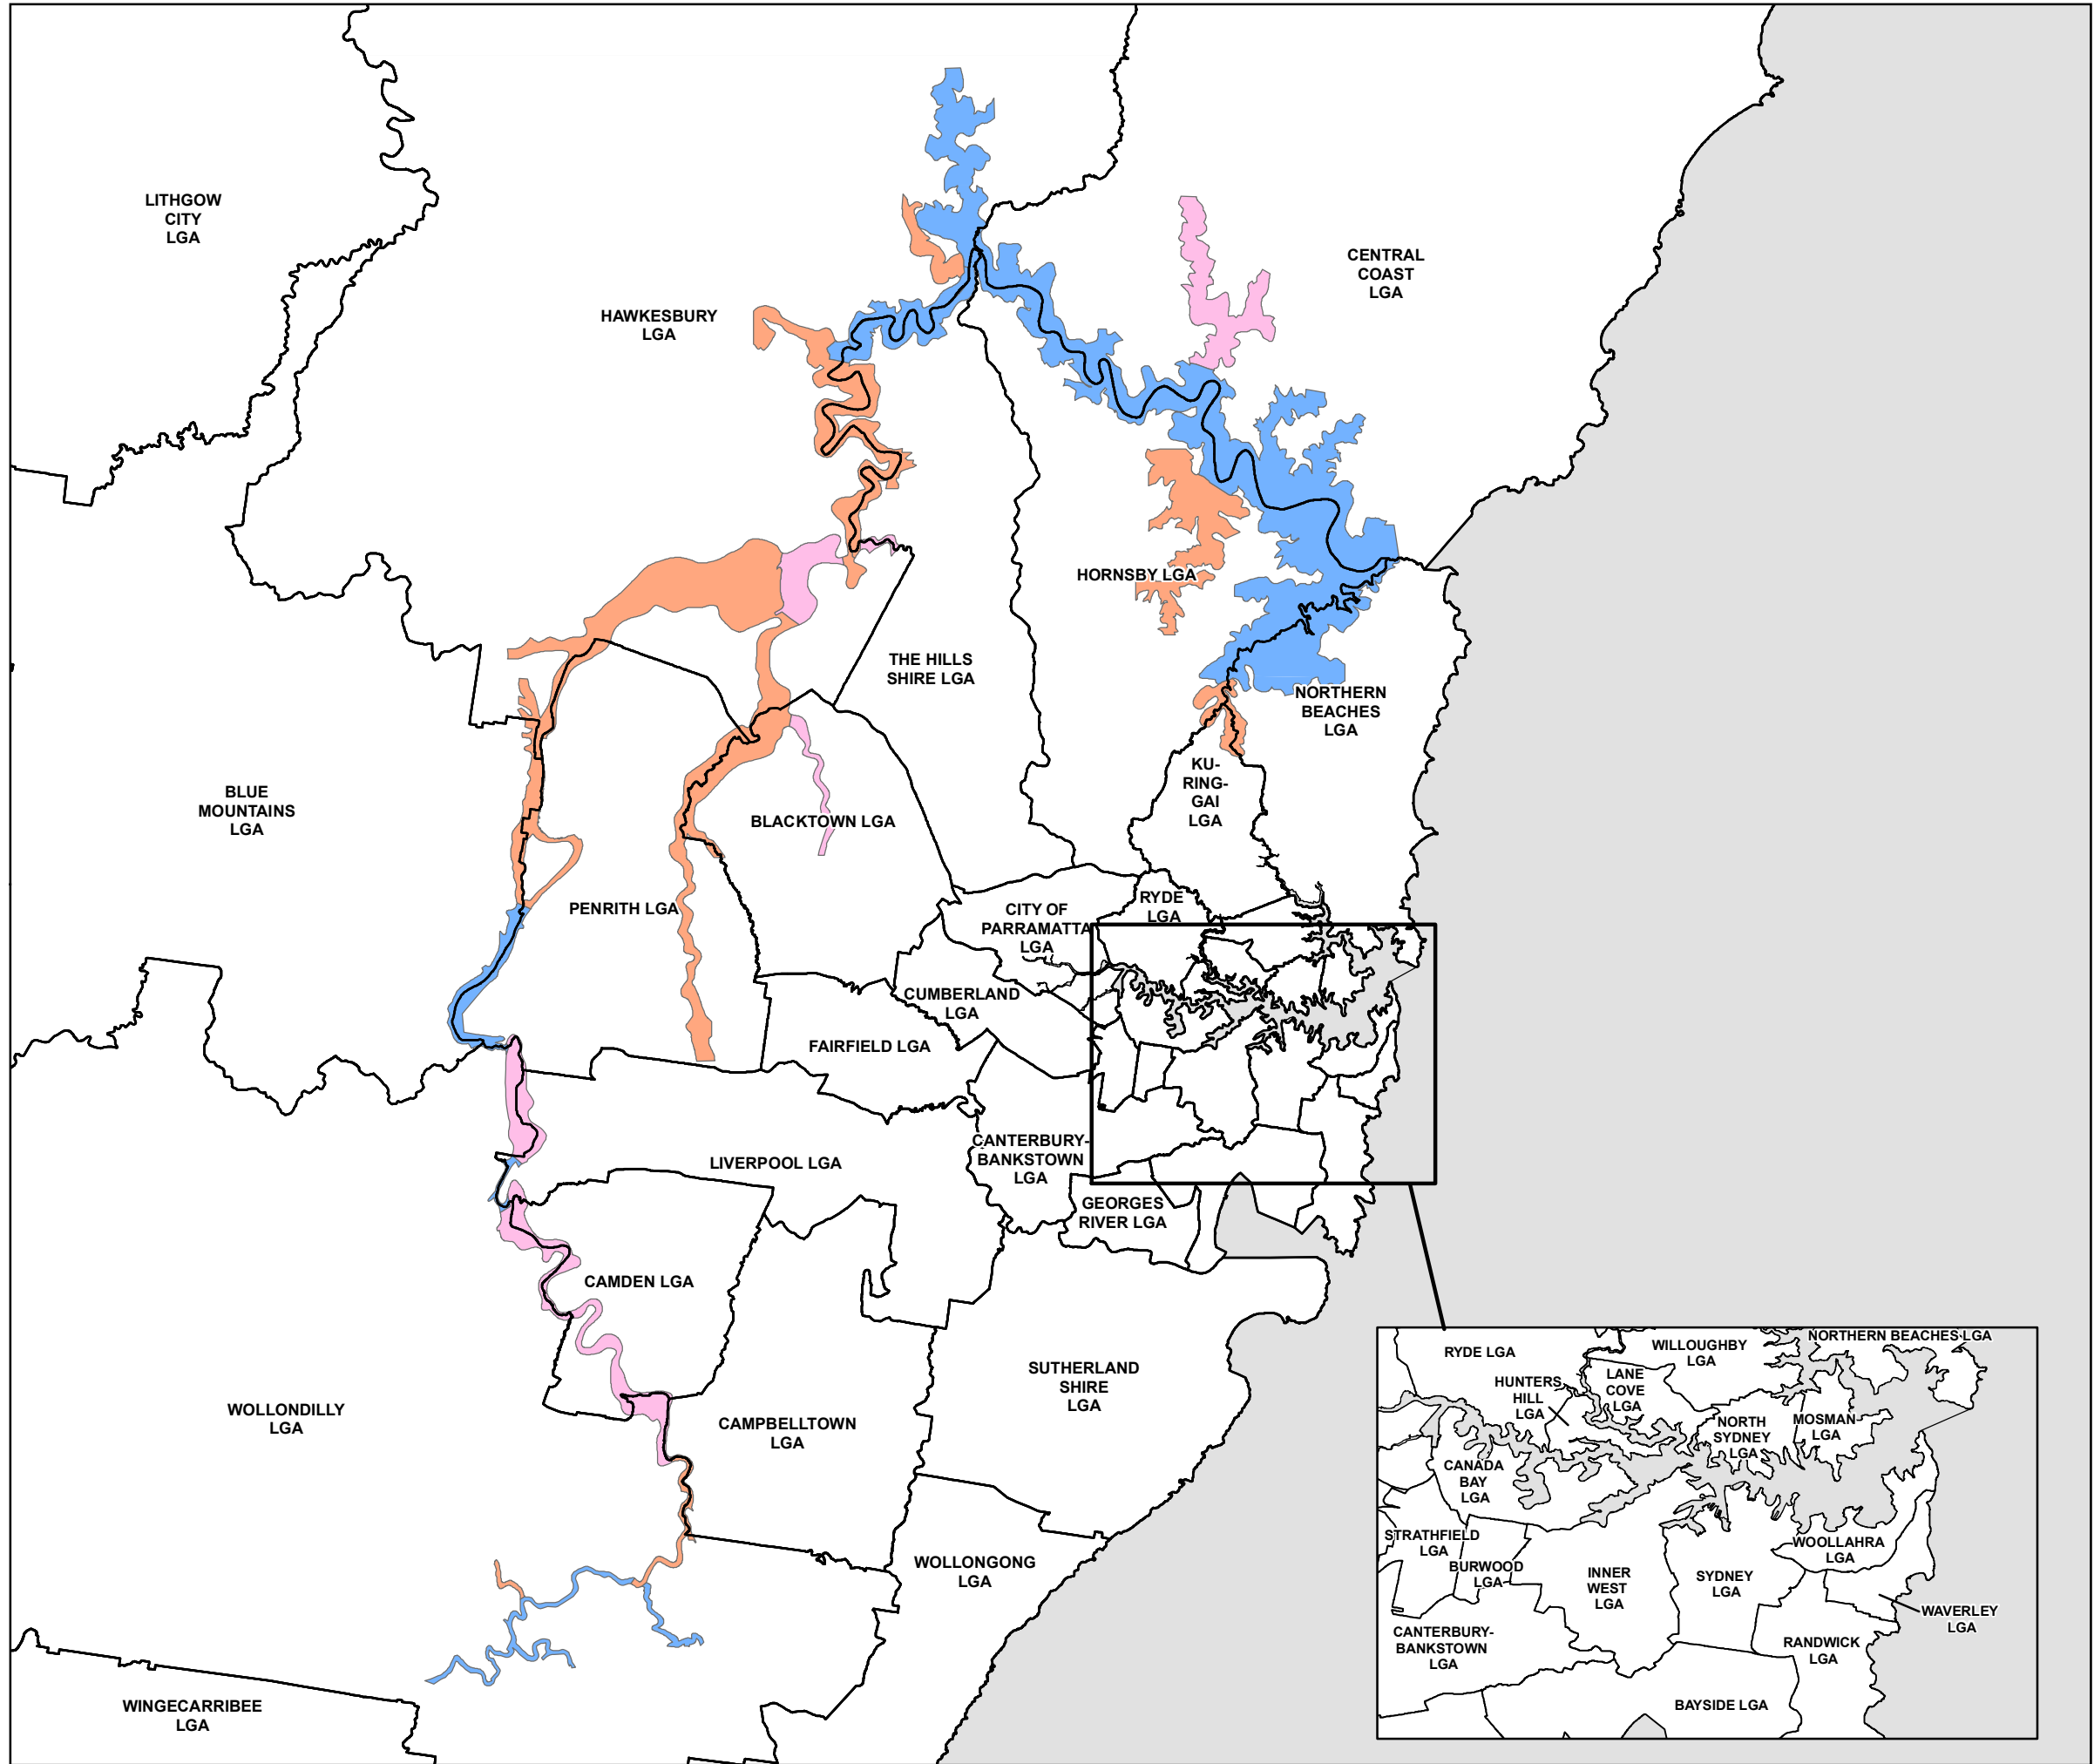 LITHGOW
CITY
LGA
CENTRAL
COAST
LGA
HAWKESBURY
LGA
HORNSBY LGA
THE HILLS
SHIRE LGA
NORTHERN
BEACHES
LGA
BLUE
MOUNTAINS
LGA
KU-
RING-
GAI
LGA
BLACKTOWN LGA
PENRITH LGA
CITY OF
PARRAMATTA
LGA
RYDE
LGA
CUMBERLAND
LGA
FAIRFIELD LGA
LIVERPOOL LGA
CANTERBURY-
BANKSTOWN
LGA
GEORGES
RIVER LGA
CAMDEN LGA
WOLLONDILLY
LGA
CAMPBELLTOWN
LGA
SUTHERLAND
SHIRE
LGA
WOLLONGONG
LGA
WINGECARRIBEE
LGA
RYDE LGA
WILLOUGHBY
LGA
NORTHERN BEACHES LGA
HUNTERS
HILL
LGA
LANE
COVE
LGA
NORTH
SYDNEY
LGA
MOSMAN
LGA
CANADA
BAY
LGA
STRATHFIELD
LGA
BURWOOD
LGA
INNER
WEST
LGA
SYDNEY
LGA
WOOLLAHRA
LGA
WAVERLEY
LGA
CANTERBURY-
BANKSTOWN
LGA
RANDWICK
LGA
BAYSIDE LGA